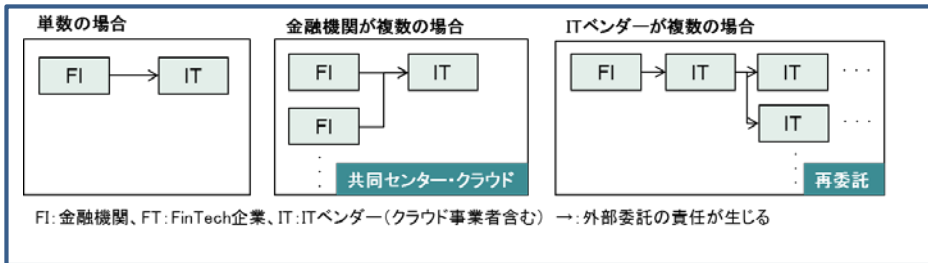 単数の場合
金融機関が複数の場合
ITベンダーが複数の場合
FI
IT
FI
IT
FI
共同センター・クラウド
FI
IT
IT
IT
再委託
FI:金融機関、FT:FinTech企業、IT:ITベンダー(クラウド事業者含む) →:外部委託の責任が生じる